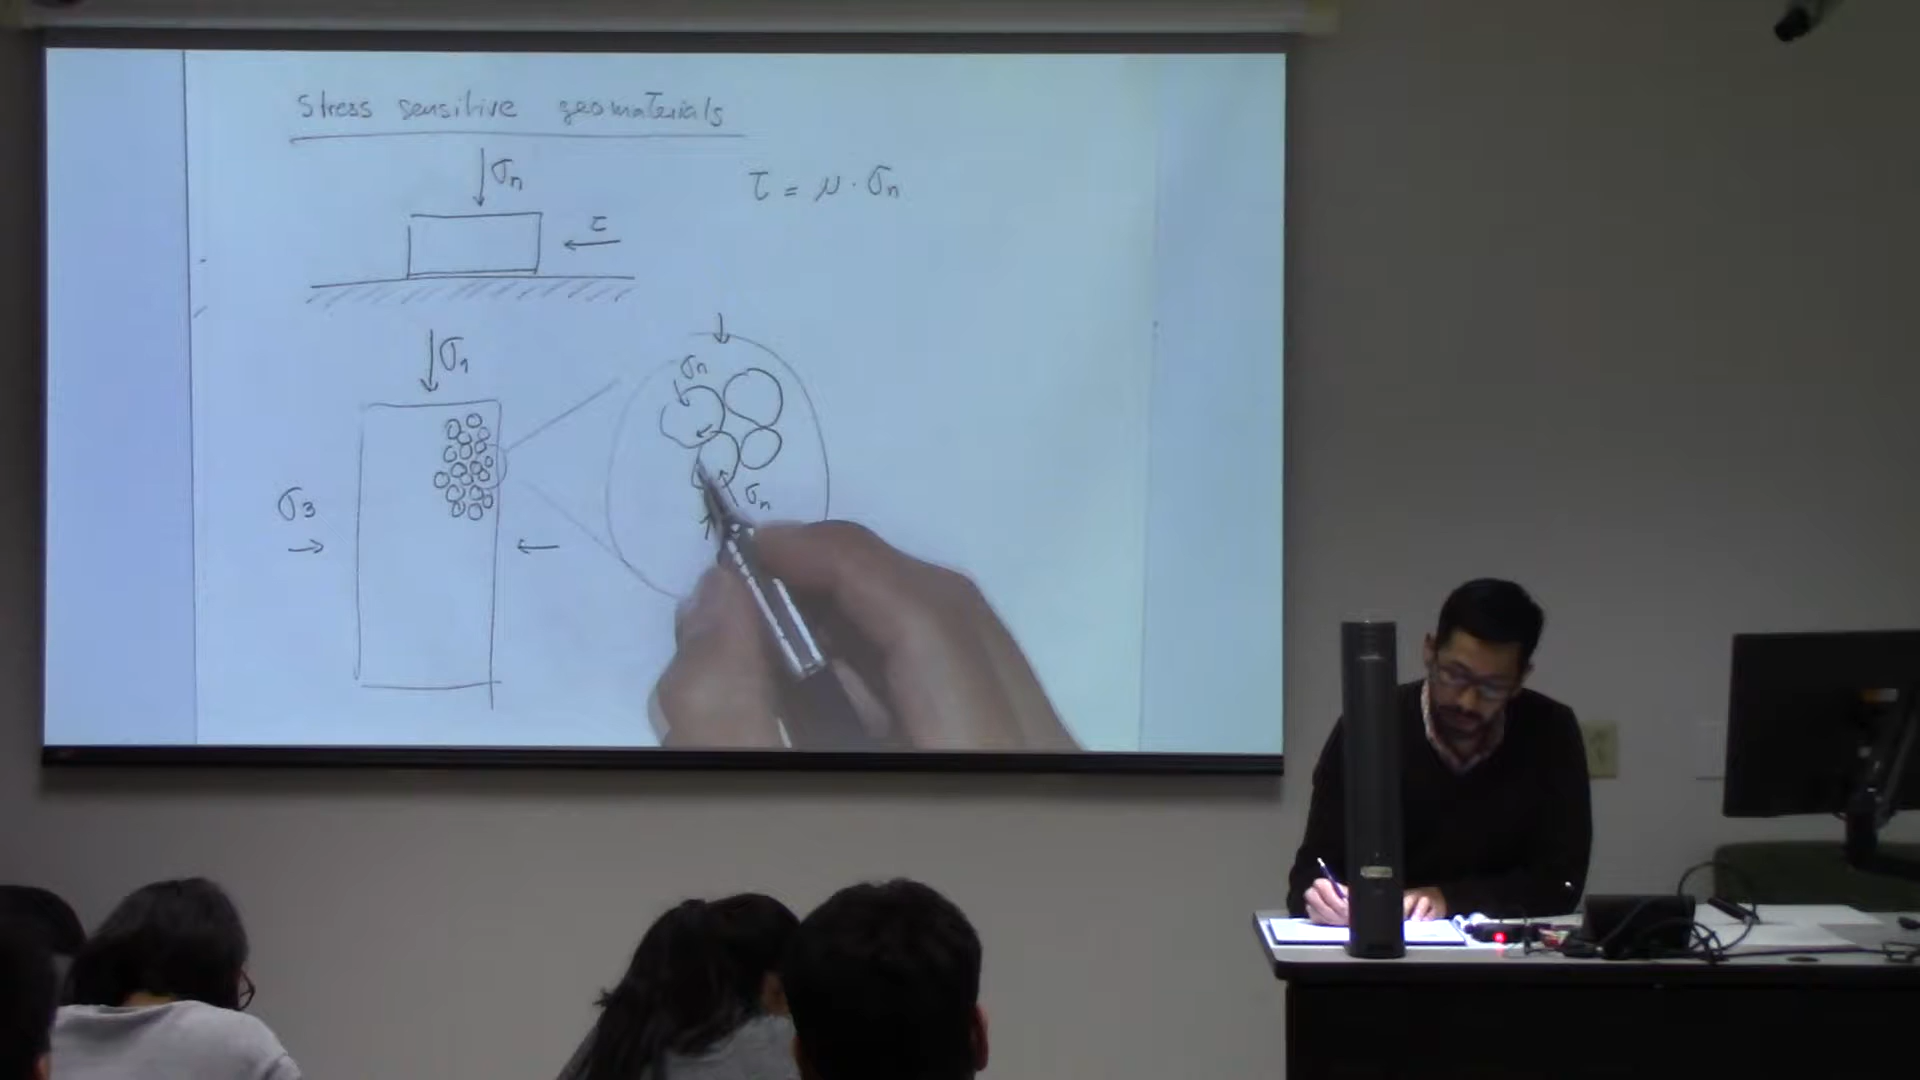 Stress sensitive geomaterials
σn
τ = μ · σn
τ
σ1
σn
σ3
σn